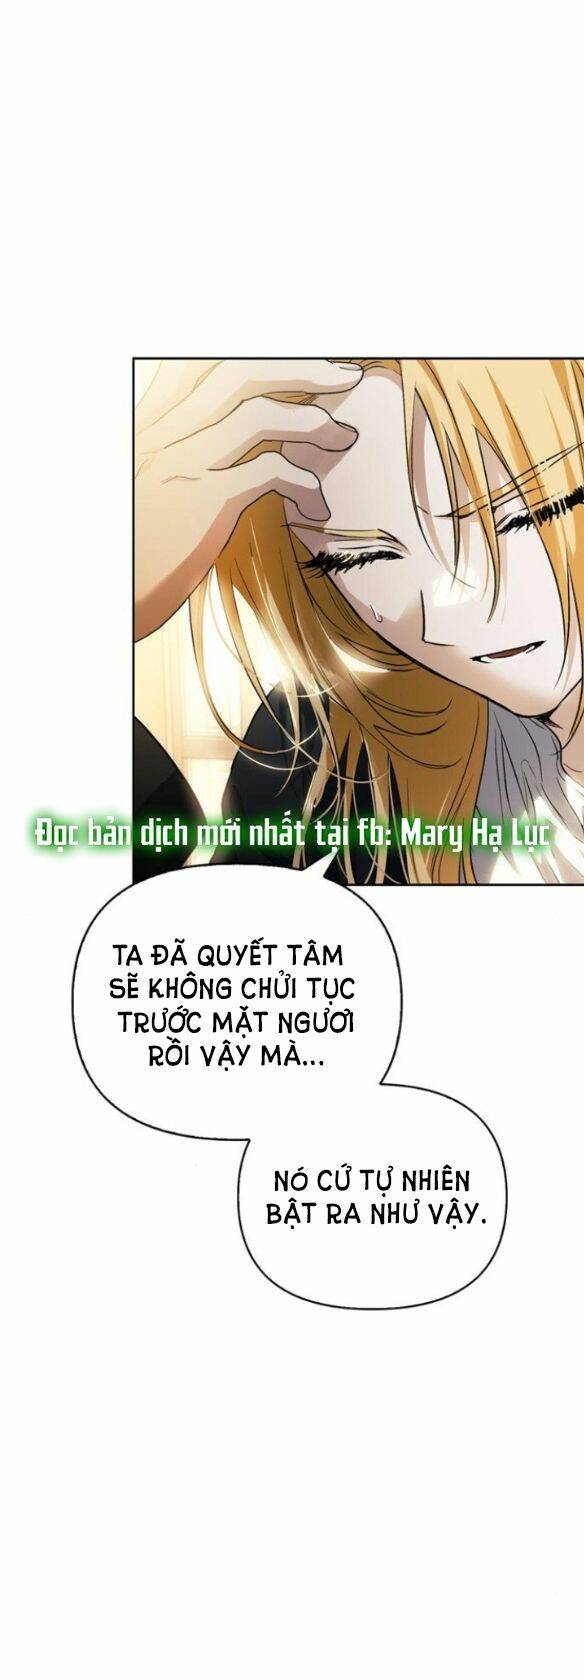 Đọc bản dịch mới nhất tại fb: Mary Hạ Lục
TA ĐÃ QUYẾT TÂM
SẼ KHÔNG CHỬI TỤC
TRƯỚC MẶT NGƯƠI
RỒI VẬY MÀ...
NÓ CỨ TỰ NHIÊN
BẬT RA NHƯ VẬY.